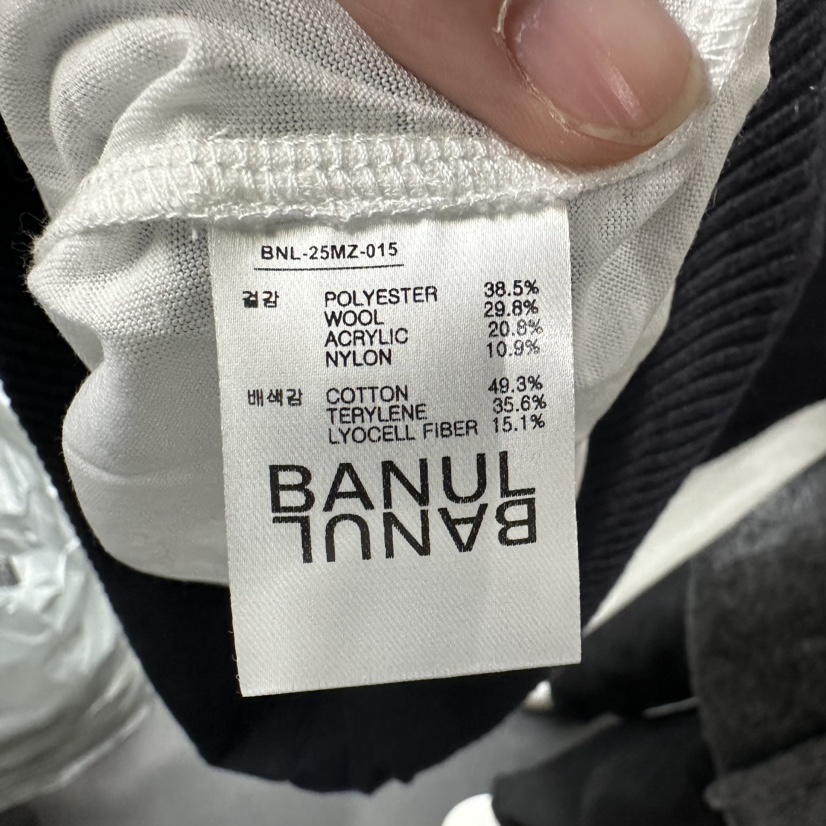 BNL-25MZ-015
겉감 POLYESTER 38.5%
WOOL 29.8%
ACRYLIC 20.8%
NYLON 10.9%
배색감 COTTON 49.3%
TERYLENE 35.6%
LYOCELL FIBER 15.1%
BANUL
BANUL